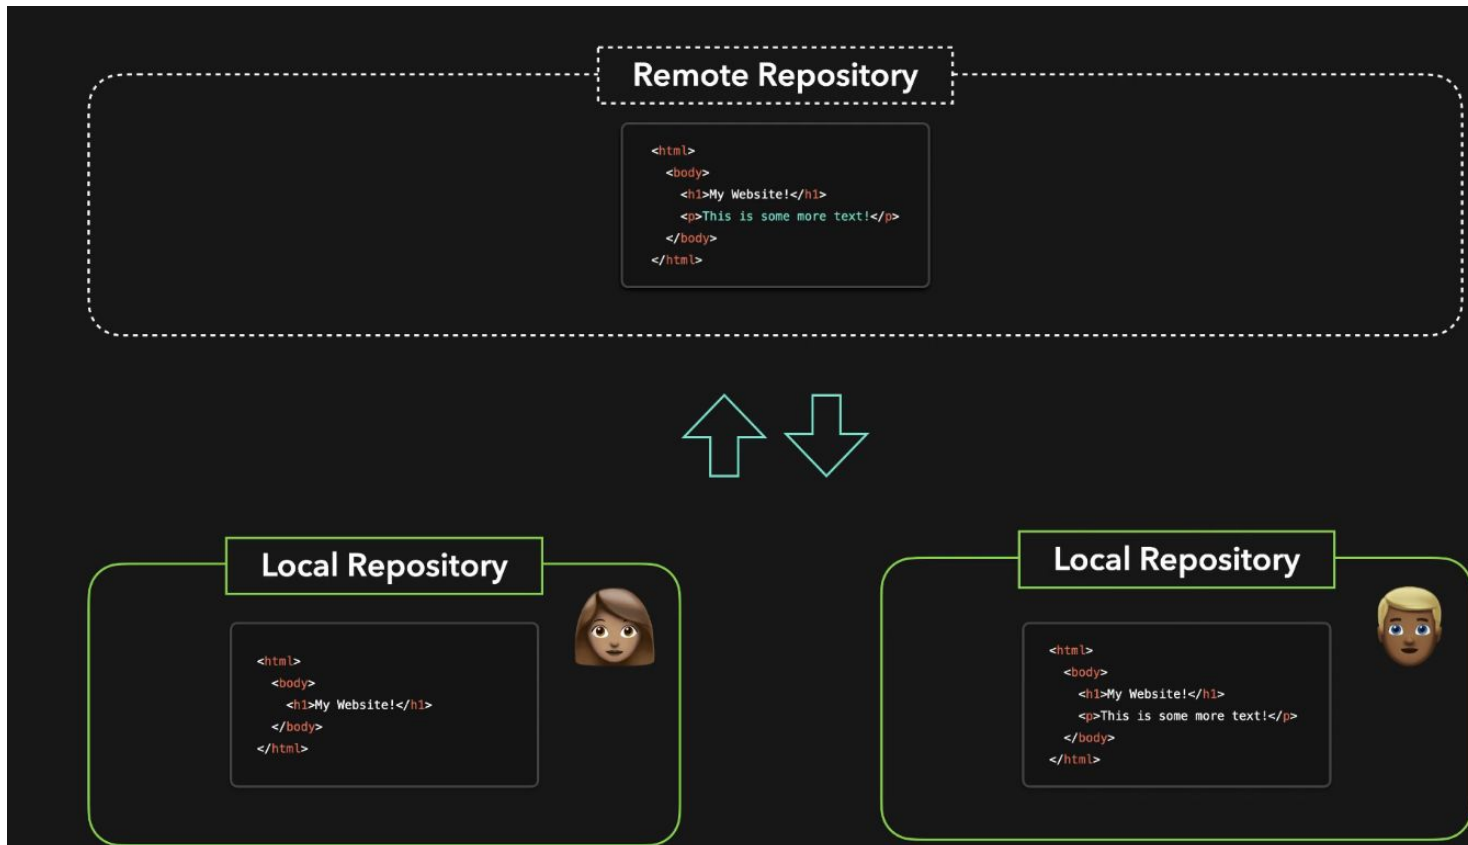 Remote Repository
<html>
<body>
<h1>My Website!</h1>
<p>This is some more text!</p>
</body>
</html>
Local Repository
<html>
<body>
<h1>My Website!</h1>
</body>
</html>
Local Repository
<html>
<body>
<h1>My Website!</h1>
<p>This is some more text!</p>
</body>
</html>